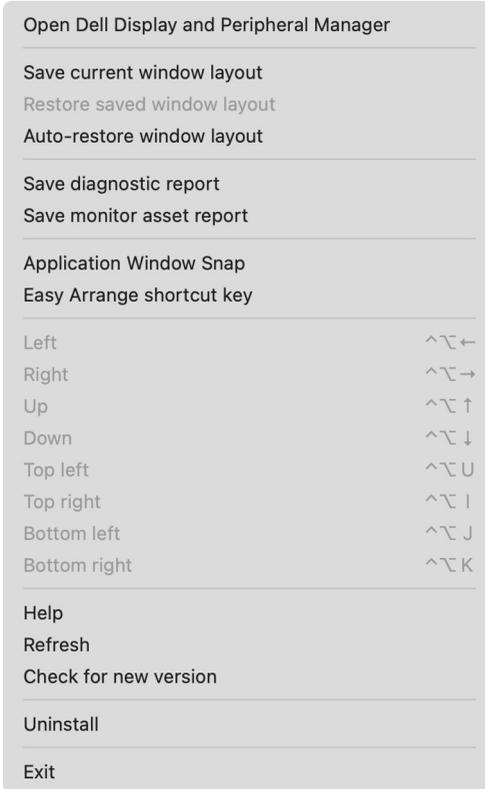 Open Dell Display and Peripheral Manager
Save current window layout
Restore saved window layout
Auto-restore window layout
Save diagnostic report
Save monitor asset report
Application Window Snap
Easy Arrange shortcut key
Left ^⌥←
Right ^⌥→
Up ^⌥↑
Down ^⌥↓
Top left ^⌥U
Top right ^⌥I
Bottom left ^⌥J
Bottom right ^⌥K
Help
Refresh
Check for new version
Uninstall
Exit